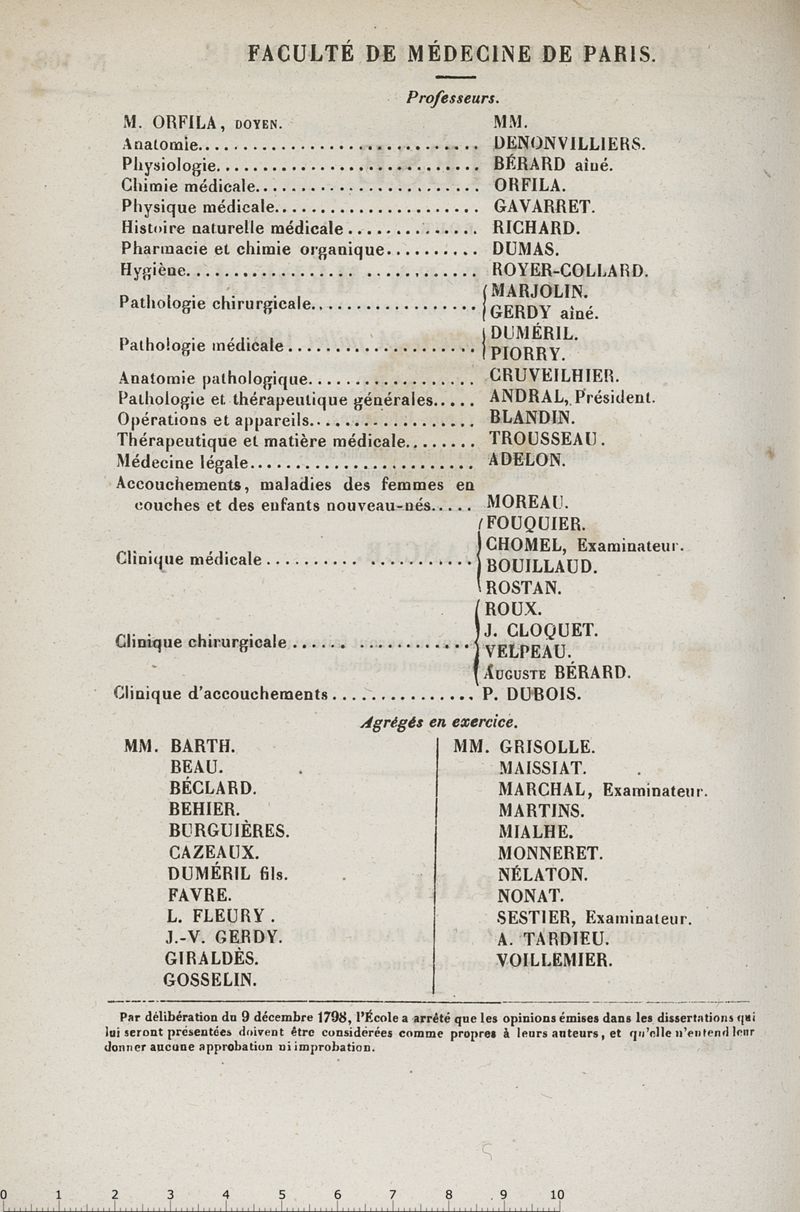 FACULTÉ DE MÉDECINE DE PARIS.
Professeurs.
M. ORFILA, DOYEN. MM.
Anatomie.............................. DENONVILLIERS.
Physiologie............................ BÉRARD aîné.
Chimie médicale........................ ORFILA.
Physique médicale...................... GAVARRET.
Histoire naturelle médicale.............. RICHARD.
Pharmacie et chimie organique.......... DUMAS.
Hygiène................... ............ ROYER-COLLARD.
Pathologie chirurgicale.................. MARJOLIN.
GERDY aîné.
Pathologie médicale.................... DUMÉRIL.
PIORRY.
Anatomie pathologique.................. CRUVEILHIER.
Pathologie et thérapeutique générales..... ANDRAL, Président.
Opérations et appareils.................. BLANDIN.
Thérapeutique et matière médicale........ TROUSSEAU.
Médecine légale........................ ADELON.
Accouchements, maladies des femmes en
couches et des enfants nouveau-nés..... MOREAU.
Clinique médicale.......... ........... FOUQUIER.
CHOMEL, Examinateur.
BOUILLAUD.
ROSTAN.
Clinique chirurgicale...... ............ ROUX.
J. CLOQUET.
VELPEAU.
AUGUSTE BÉRARD.
Clinique d'accouchements................ P. DUBOIS.
Agrégés en exercice.
MM. BARTH.
BEAU.
BÉCLARD.
BEHIER.
BURGUIÈRES.
CAZEAUX.
DUMÉRIL fils.
FAVRE.
L. FLEURY.
J.-V. GERDY.
GIRALDÈS.
GOSSELIN.
MM. GRISOLLE.
MAISSIAT.
MARCHAL, Examinateur.
MARTINS.
MIALHE.
MONNERET.
NÉLATON.
NONAT.
SESTIER, Examinateur.
A. TARDIEU.
VOILLEMIER.
Par délibération du 9 décembre 1798, l'École a arrêté que les opinions émises dans les dissertations qui
lui seront présentées doivent être considérées comme propres à leurs auteurs, et qu'elle n'entend leur
donner aucune approbation ni improbation.
0 1 2 3 4 5 6 7 8 9 10